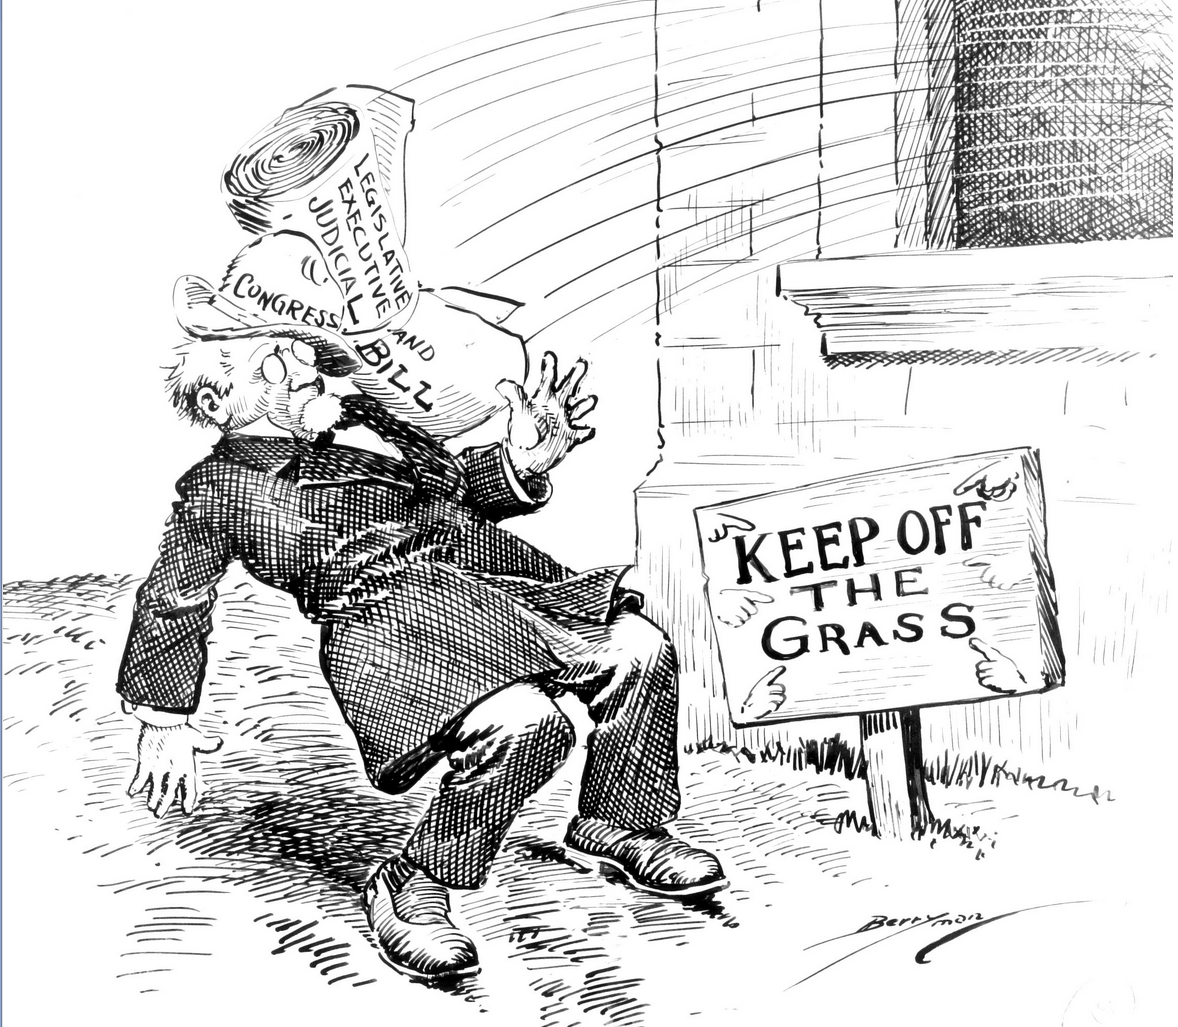 LEGISLATIVE
EXECUTIVE
JUDICIAL
AND
BILL
CONGRESS
KEEP OFF
THE
GRASS
Berryman